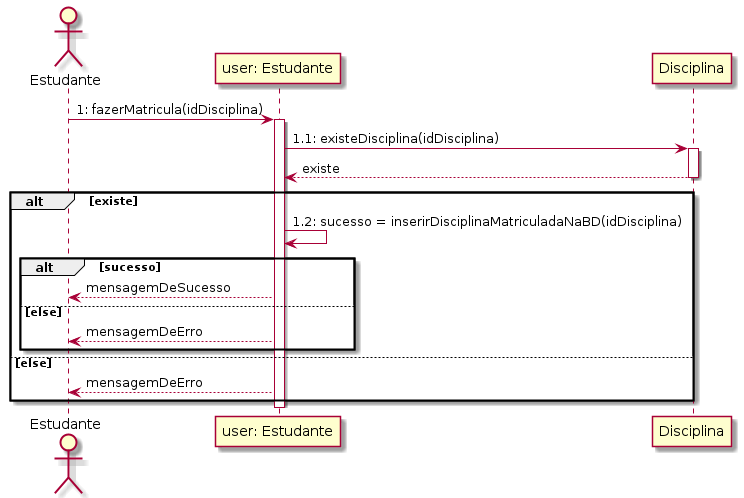 Estudante
user: Estudante
Disciplina
1: fazerMatricula(idDisciplina)
1.1: existeDisciplina(idDisciplina)
existe
alt [existe]
1.2: sucesso = inserirDisciplinaMatriculadaNaBD(idDisciplina)
alt [sucesso]
mensagemDeSucesso
[else]
mensagemDeErro
[else]
mensagemDeErro
Estudante
user: Estudante
Disciplina